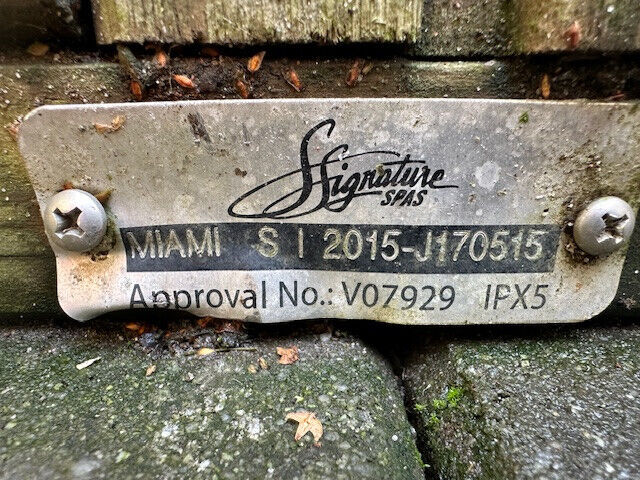 Signature
SPAS
MIAMI S | 2015-J170515
Approval No.: V07929 IPX5